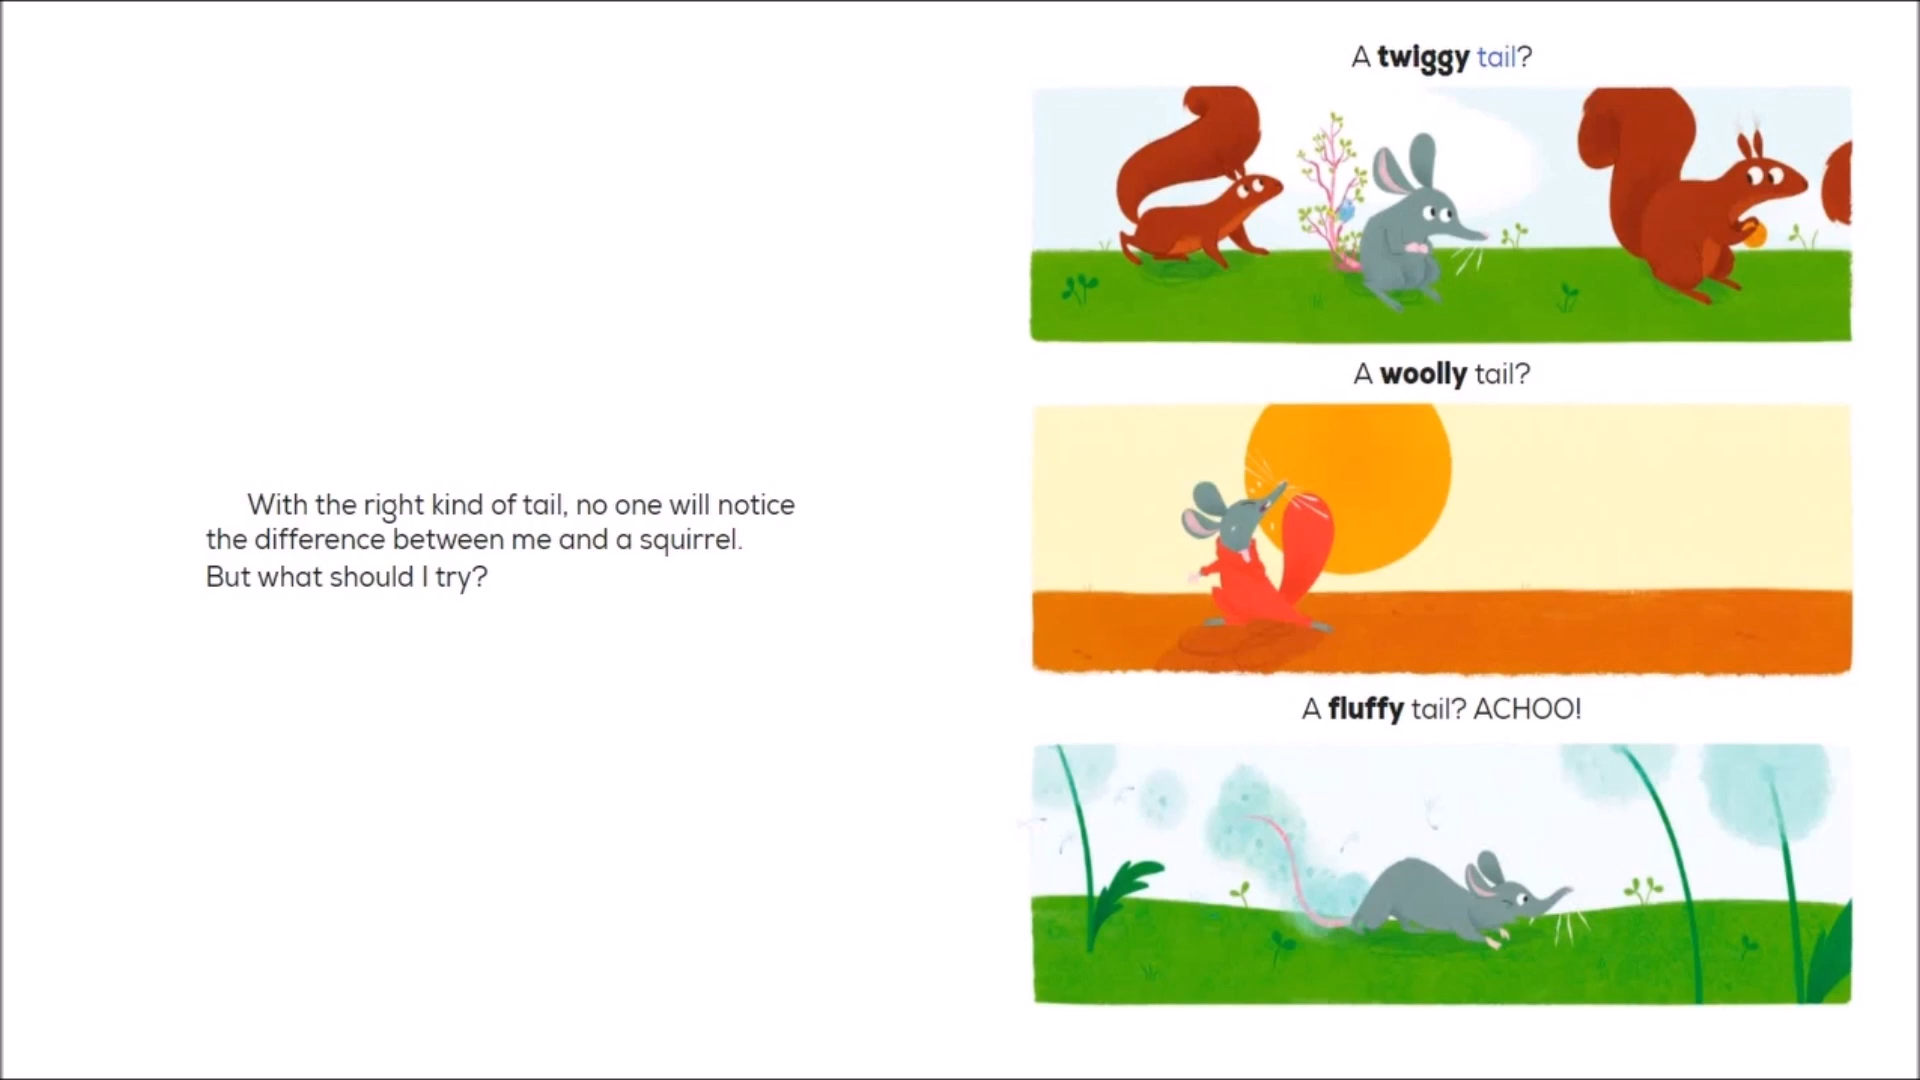 With the right kind of tail, no one will notice
the difference between me and a squirrel.
But what should I try?
A twiggy tail?
A woolly tail?
A fluffy tail? ACHOO!